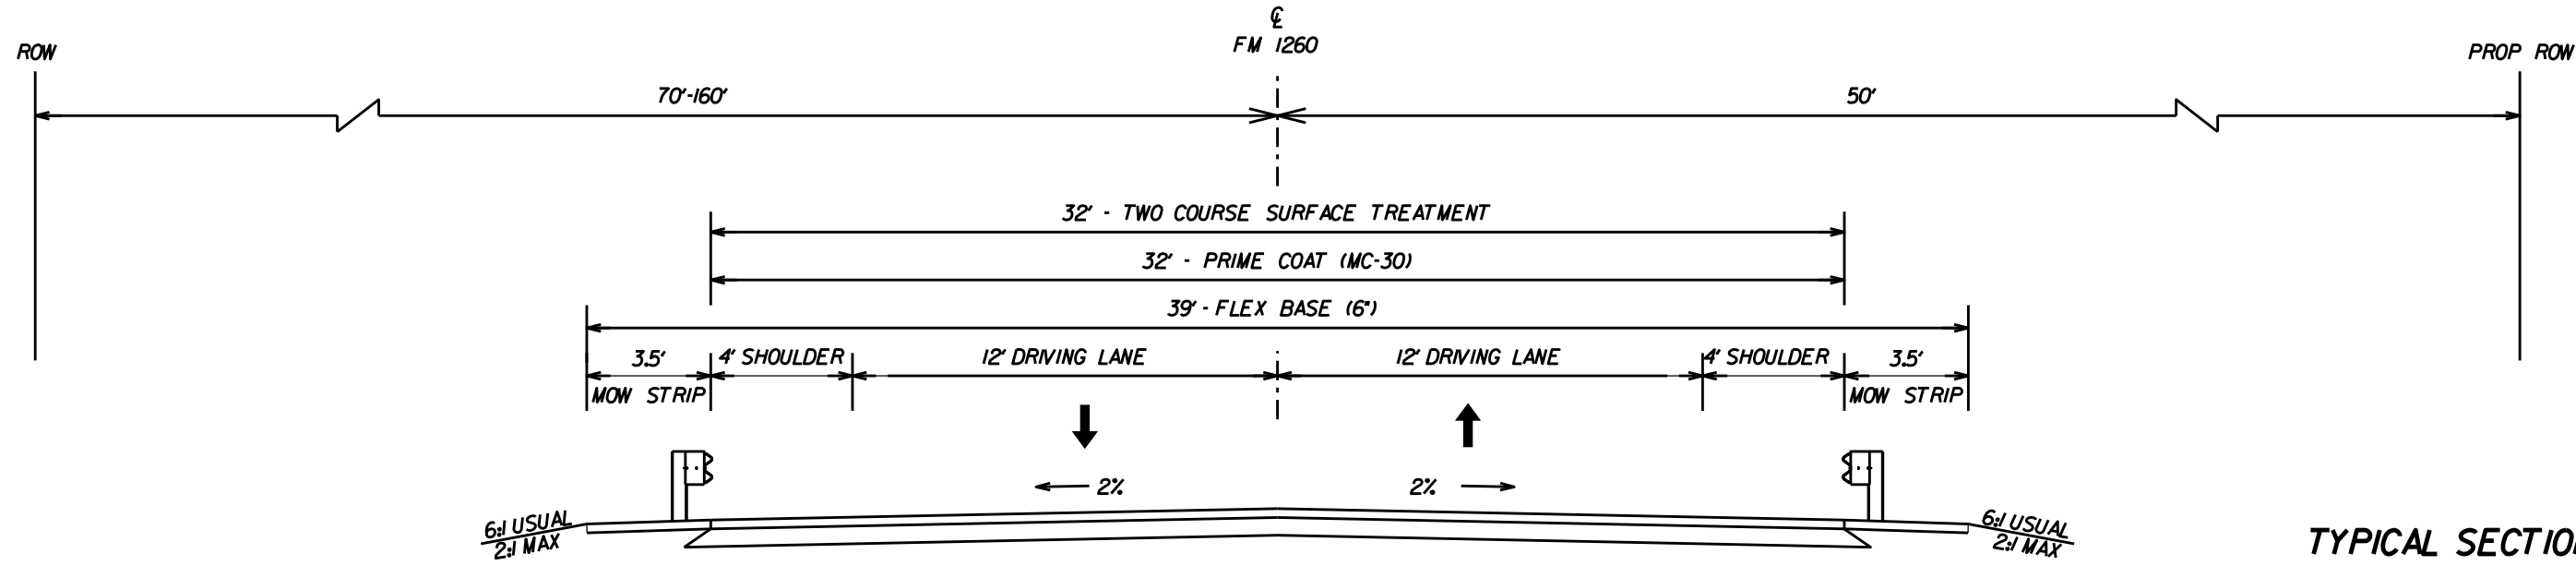 ℄
FM 1260
ROW
PROP ROW
70'-160'
50'
32' - TWO COURSE SURFACE TREATMENT
32' - PRIME COAT (MC-30)
39' - FLEX BASE (6")
3.5'
MOW STRIP
4' SHOULDER
12' DRIVING LANE
12' DRIVING LANE
4' SHOULDER
3.5'
MOW STRIP
2%
2%
6:1 USUAL
2:1 MAX
6:1 USUAL
2:1 MAX
TYPICAL SECTION